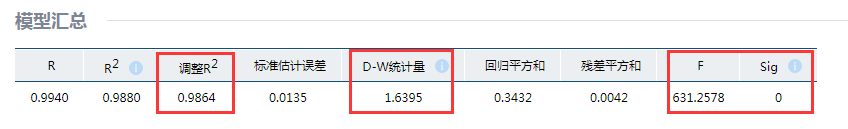 模型汇总
R R² 调整R² 标准估计误差 D-W统计量 回归平方和 残差平方和 F Sig
0.9940 0.9880 0.9864 0.0135 1.6395 0.3432 0.0042 631.2578 0